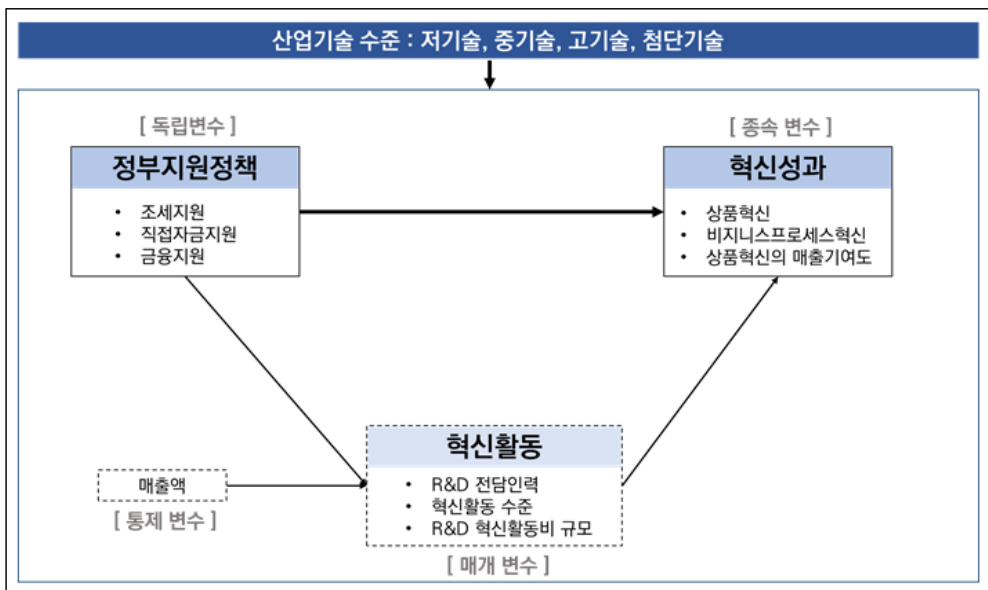 산업기술 수준 : 저기술, 중기술, 고기술, 첨단기술
[ 독립변수 ]
정부지원정책
• 조세지원
• 직접자금지원
• 금융지원
[ 종속 변수 ]
혁신성과
• 상품혁신
• 비지니스프로세스혁신
• 상품혁신의 매출기여도
매출액
[ 통제 변수 ]
혁신활동
• R&D 전담인력
• 혁신활동 수준
• R&D 혁신활동비 규모
[ 매개 변수 ]